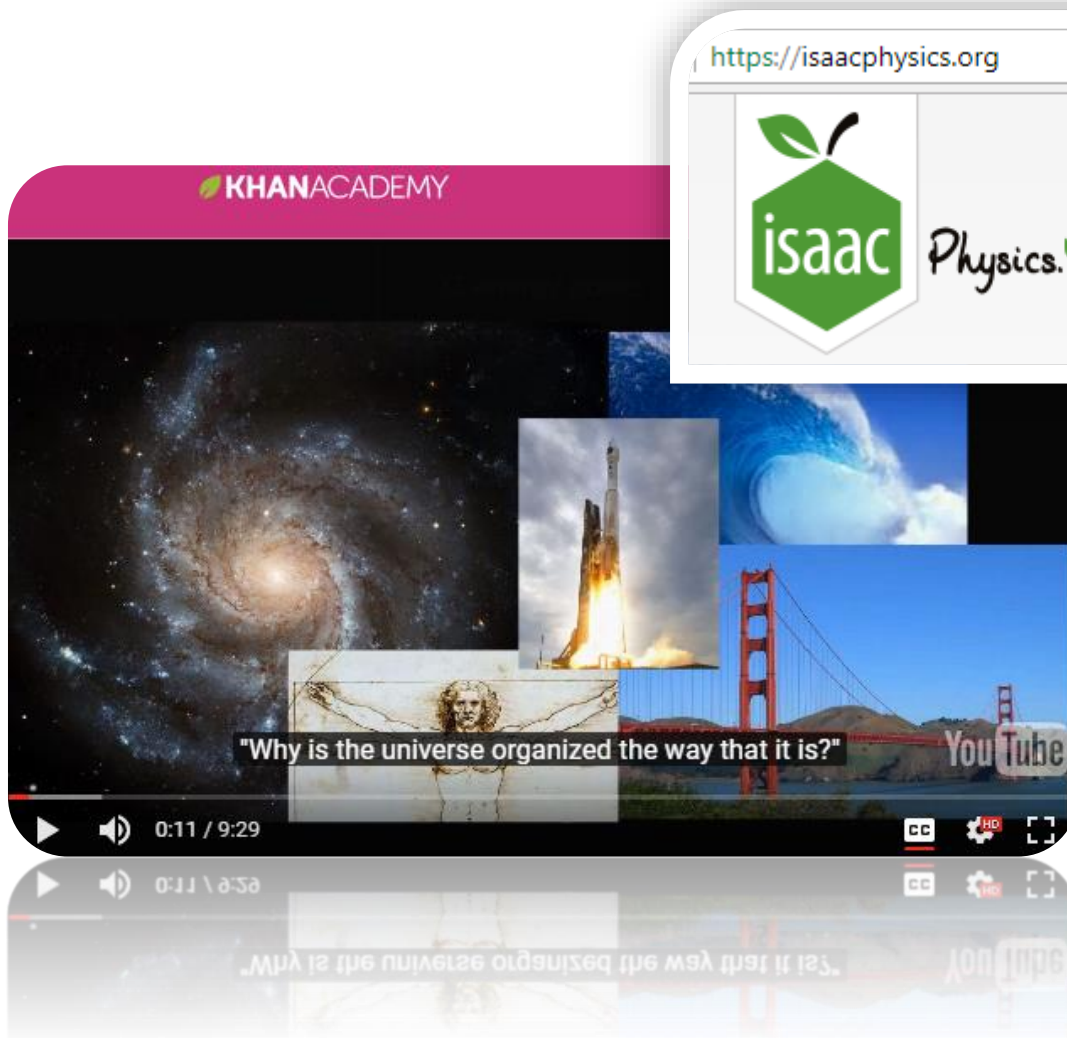 https://isaacphysics.org
isaac Physics.
KHANACADEMY
"Why is the universe organized the way that it is?"
YouTube
0:11 / 9:29
CC
HD